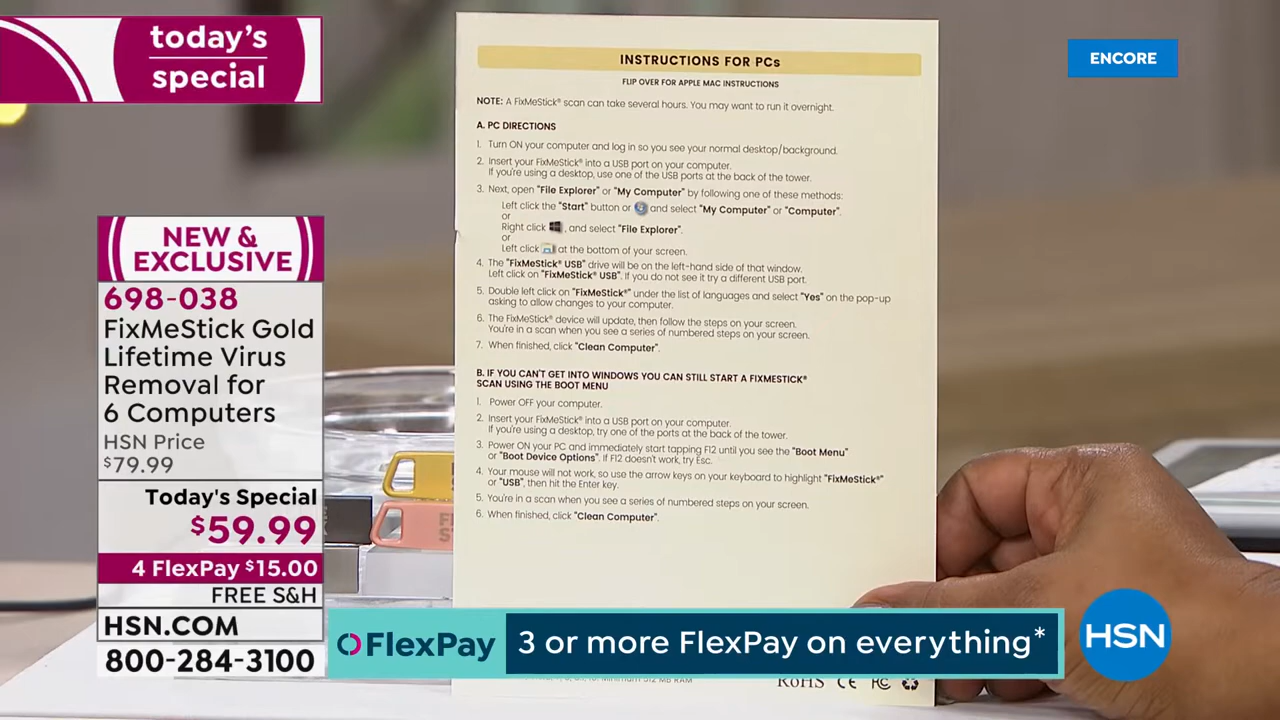 today's
special
ENCORE
NEW &
EXCLUSIVE
698-038
FixMeStick Gold
Lifetime Virus
Removal for
6 Computers
HSN Price
$79.99
Today's Special
$59.99
4 FlexPay $15.00
FREE S&H
HSN.COM
800-284-3100
INSTRUCTIONS FOR PCs
FLIP OVER FOR APPLE MAC INSTRUCTIONS
NOTE: A FixMeStick® scan can take several hours. You may want to run it overnight.
A. PC DIRECTIONS
1. Turn ON your computer and log in so you see your normal desktop/background.
2. Insert your FixMeStick® into a USB port on your computer.
If you're using a desktop, use one of the USB ports at the back of the tower.
3. Next, open "File Explorer" or "My Computer" by following one of these methods:
Left click the "Start" button or and select "My Computer" or "Computer".
or
Right click , and select "File Explorer".
or
Left click at the bottom of your screen.
4. The "FixMeStick® USB" drive will be on the left-hand side of that window.
Left click on "FixMeStick® USB". If you do not see it try a different USB port.
5. Double left click on "FixMeStick®" under the list of languages and select "Yes" on the pop-up
asking to allow changes to your computer.
6. The FixMeStick® device will update, then follow the steps on your screen.
You're in a scan when you see a series of numbered steps on your screen.
7. When finished, click "Clean Computer".
B. IF YOU CAN'T GET INTO WINDOWS YOU CAN STILL START A FIXMESTICK®
SCAN USING THE BOOT MENU
1. Power OFF your computer.
2. Insert your FixMeStick® into a USB port on your computer.
If you're using a desktop, try one of the ports at the back of the tower.
3. Power ON your PC and immediately start tapping F12 until you see the "Boot Menu"
or "Boot Device Options". If F12 doesn't work, try Esc.
4. Your mouse will not work, so use the arrow keys on your keyboard to highlight "FixMeStick®"
or "USB", then hit the Enter key.
5. You're in a scan when you see a series of numbered steps on your screen.
6. When finished, click "Clean Computer".
FlexPay
3 or more FlexPay on everything*
HSN
RoHS CE FC